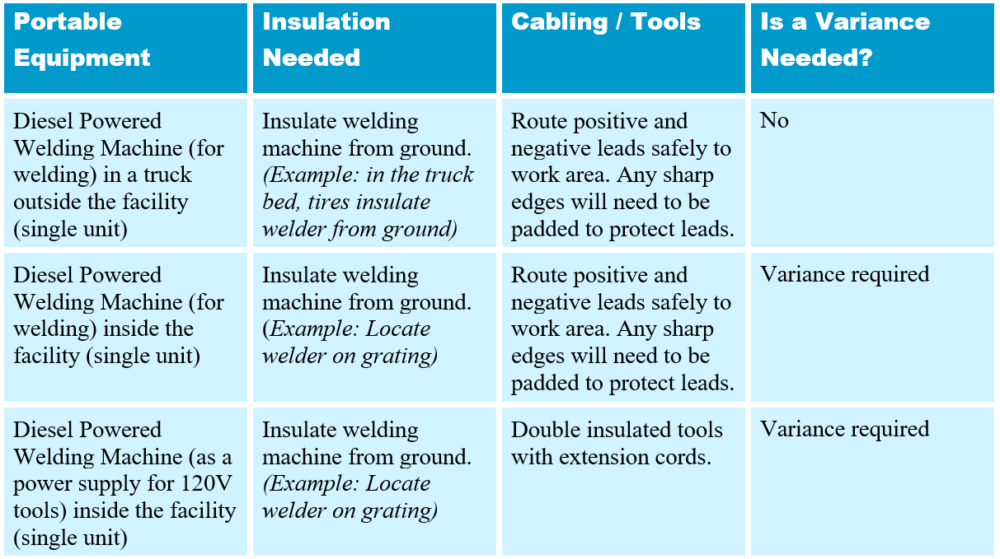 Portable
Equipment
Insulation
Needed
Cabling / Tools
Is a Variance
Needed?
Diesel Powered
Welding Machine (for
welding) in a truck
outside the facility
(single unit)
Insulate welding
machine from ground.
(Example: in the truck
bed, tires insulate
welder from ground)
Route positive and
negative leads safely to
work area. Any sharp
edges will need to be
padded to protect leads.
No
Diesel Powered
Welding Machine (for
welding) inside the
facility (single unit)
Insulate welding
machine from ground.
(Example: Locate
welder on grating)
Route positive and
negative leads safely to
work area. Any sharp
edges will need to be
padded to protect leads.
Variance required
Diesel Powered
Welding Machine (as a
power supply for 120V
tools) inside the facility
(single unit)
Insulate welding
machine from ground.
(Example: Locate
welder on grating)
Double insulated tools
with extension cords.
Variance required